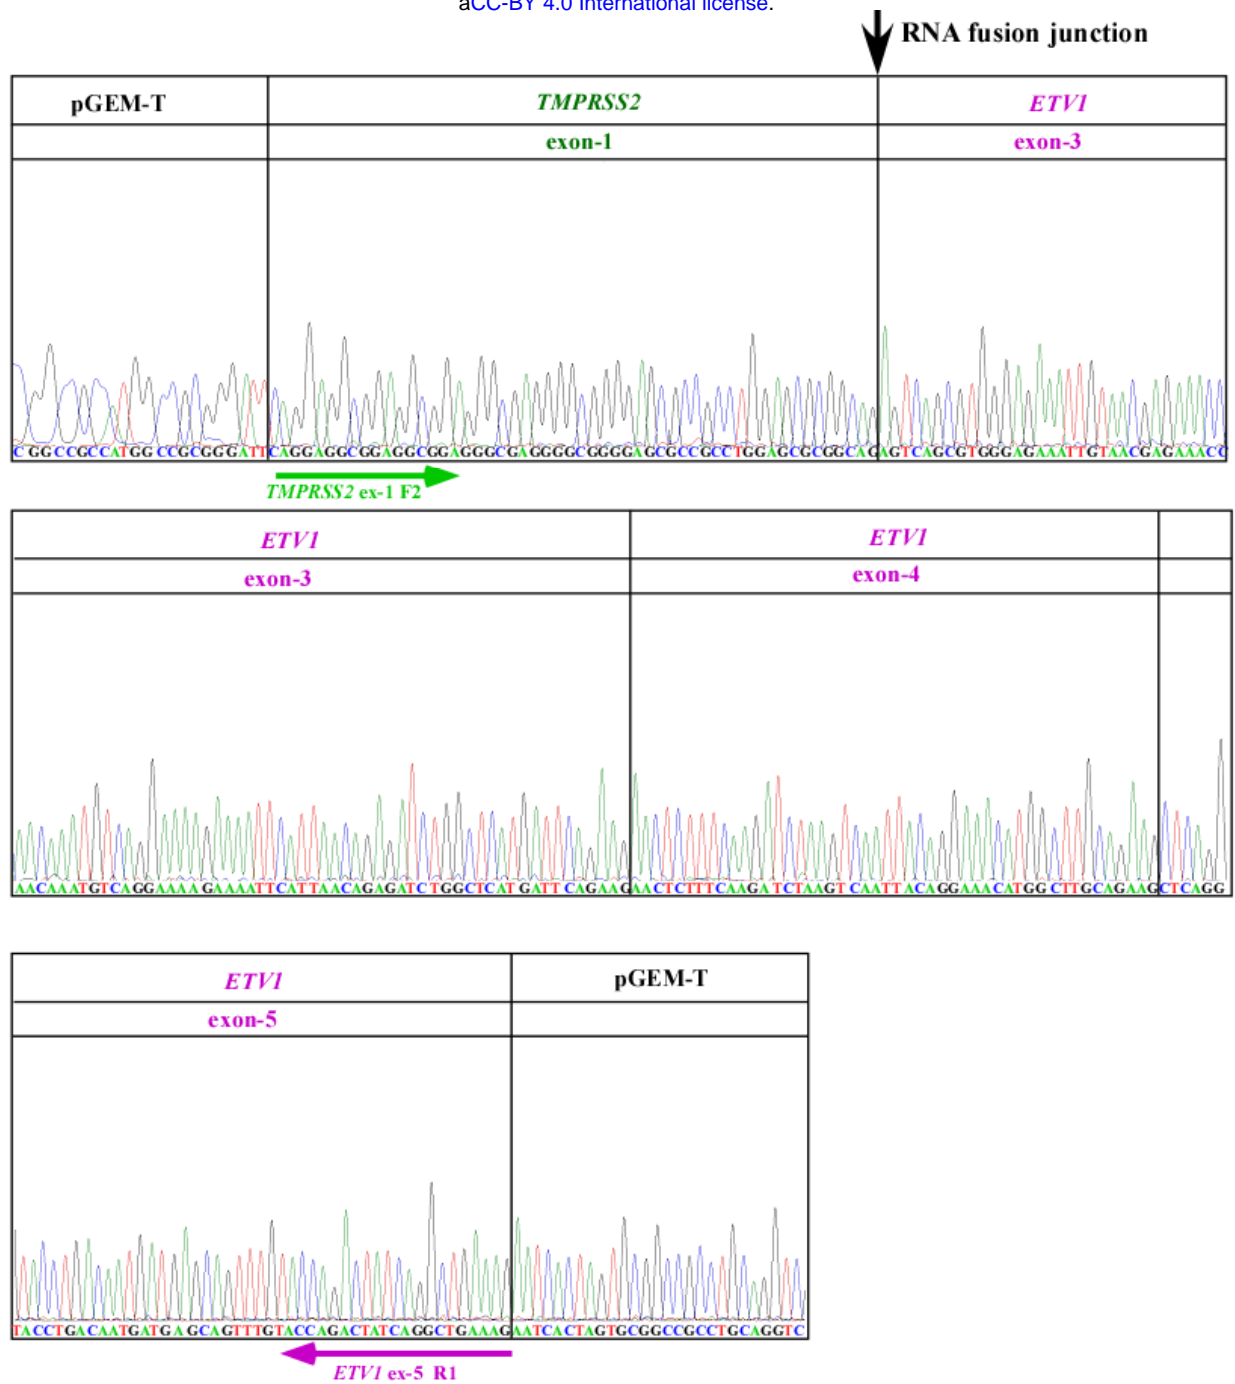 aCC-BY 4.0 International license.
RNA fusion junction
pGEM-T TMPRSS2 ETV1
exon-1 exon-3
CGGCCGCCATGGCCGCGGGATTCAGGAGGCGGAGGCGGAGGGCGAGGGGCGGGGAGCGCCGCCTGGAGCGCGGCAGAGTCAGCGTGGGAGAAATTGTAACGAGAAACC
TMPRSS2 ex-1 F2
ETV1 ETV1
exon-3 exon-4
AACAAATGTCAGGAAAAGAAAATTCATTAACAGAGATCTGGCTCATGATTCAGAAGAACTCTTTCAAGATCTAAGTCAATTACAGGAAACATGGCTTGCAGAAGCTCAGG
ETV1 pGEM-T
exon-5
TACCTGACAATGATGAGCAGTTTGTACCAGACTATCAGGCTGAAAGAATCACTAGTGCGGCCGCCTGCAGGTC
ETV1 ex-5 R1